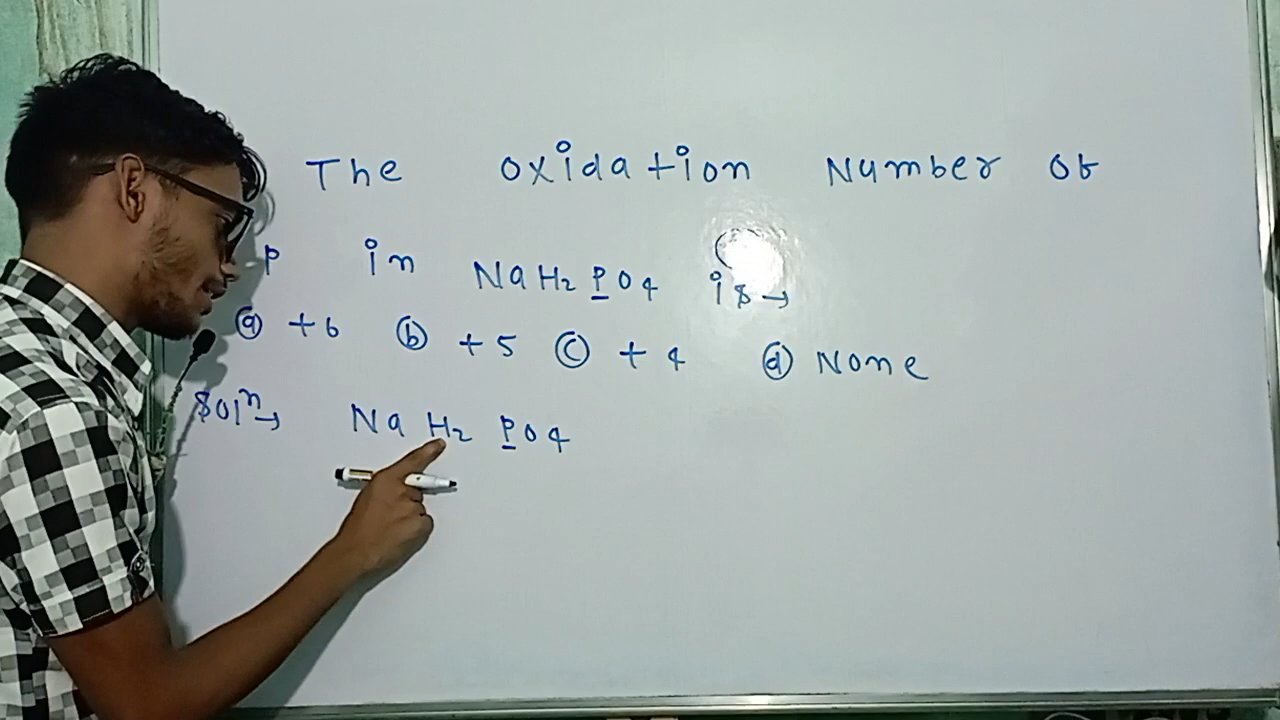 The oxidation Number of
P in NaH2PO4 is →
ⓐ +6 ⓑ +5 ⓒ +4 ⓓ None
Solⁿ→ NaH2PO4